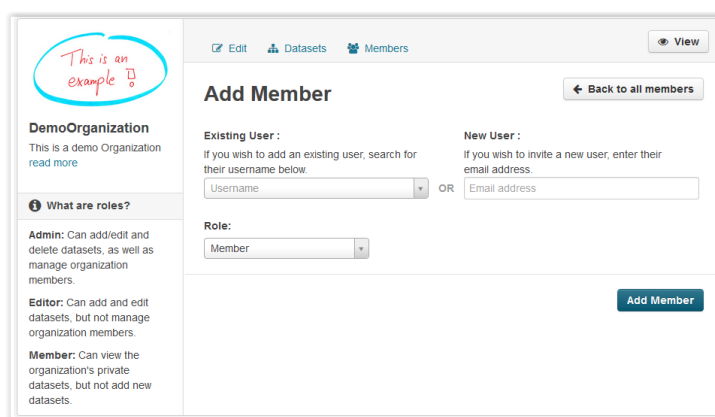 This is an
example
DemoOrganization
This is a demo Organization
read more
What are roles?
Admin: Can add/edit and
delete datasets, as well as
manage organization
members.
Editor: Can add and edit
datasets, but not manage
organization members.
Member: Can view the
organization's private
datasets, but not add new
datasets.
Edit Datasets Members
View
Add Member
Back to all members
Existing User :
If you wish to add an existing user, search for
their username below.
Username
OR
New User :
If you wish to invite a new user, enter their
email address.
Email address
Role:
Member
Add Member